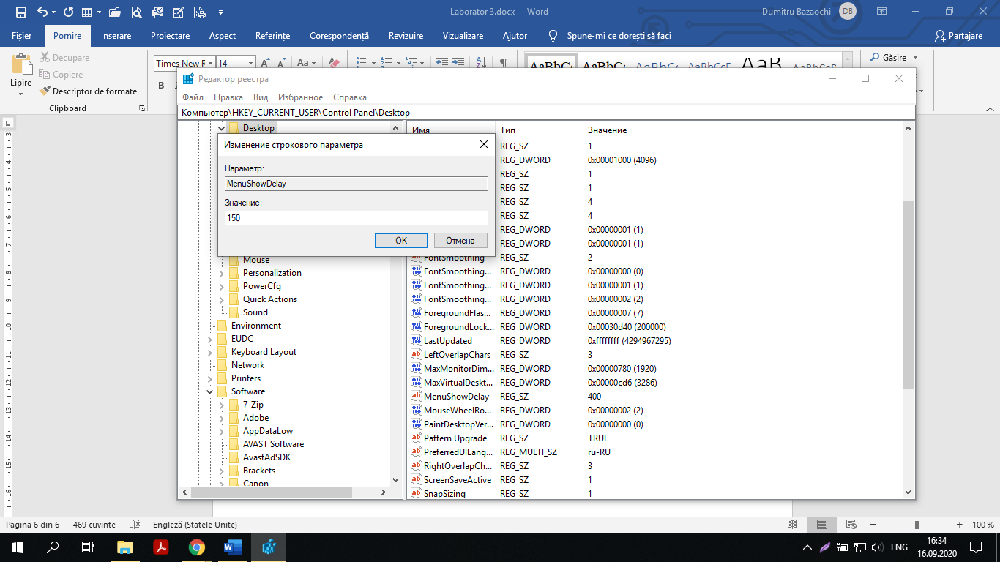 Laborator 3.docx - Word
Dumitru Bazaochi
DB
Fișier Pornire Inserare Proiectare Aspect Referințe Corespondență Revizuire Vizualizare Ajutor Spune-mi ce dorești să faci Partajare
Lipire
Decupare
Copiere
Descriptor de formate
Clipboard
Times New R 14
B
Găsire
Редактор реестра
Файл Правка Вид Избранное Справка
Компьютер\HKEY_CURRENT_USER\Control Panel\Desktop
Desktop
Изменение строкового параметра
Параметр:
MenuShowDelay
Значение:
150
OK Отмена
Mouse
Personalization
PowerCfg
Quick Actions
Sound
Environment
EUDC
Keyboard Layout
Network
Printers
Software
7-Zip
Adobe
AppDataLow
AVAST Software
AvastAdSDK
Brackets
Canon
Имя Тип Значение
REG_SZ 1
REG_DWORD 0x00001000 (4096)
REG_SZ 1
REG_SZ 1
REG_SZ 4
REG_SZ 4
REG_DWORD 0x00000001 (1)
REG_DWORD 0x00000001 (1)
FontSmoothing REG_SZ 2
FontSmoothing... REG_DWORD 0x00000000 (0)
FontSmoothing... REG_DWORD 0x00000001 (1)
FontSmoothing... REG_DWORD 0x00000002 (2)
ForegroundFlas... REG_DWORD 0x00000007 (7)
ForegroundLock... REG_DWORD 0x00030d40 (200000)
LastUpdated REG_DWORD 0xffffffff (4294967295)
LeftOverlapChars REG_SZ 3
MaxMonitorDim... REG_DWORD 0x00000780 (1920)
MaxVirtualDeskt... REG_DWORD 0x00000cd6 (3286)
MenuShowDelay REG_SZ 400
MouseWheelRo... REG_DWORD 0x00000002 (2)
PaintDesktopVer... REG_DWORD 0x00000000 (0)
Pattern Upgrade REG_SZ TRUE
PreferredUILang... REG_MULTI_SZ ru-RU
RightOverlapCh... REG_SZ 3
ScreenSaveActive REG_SZ 1
SnapSizing REG_SZ 1
Pagina 6 din 6 469 cuvinte Engleză (Statele Unite) 100 %
ENG
16:34
16.09.2020